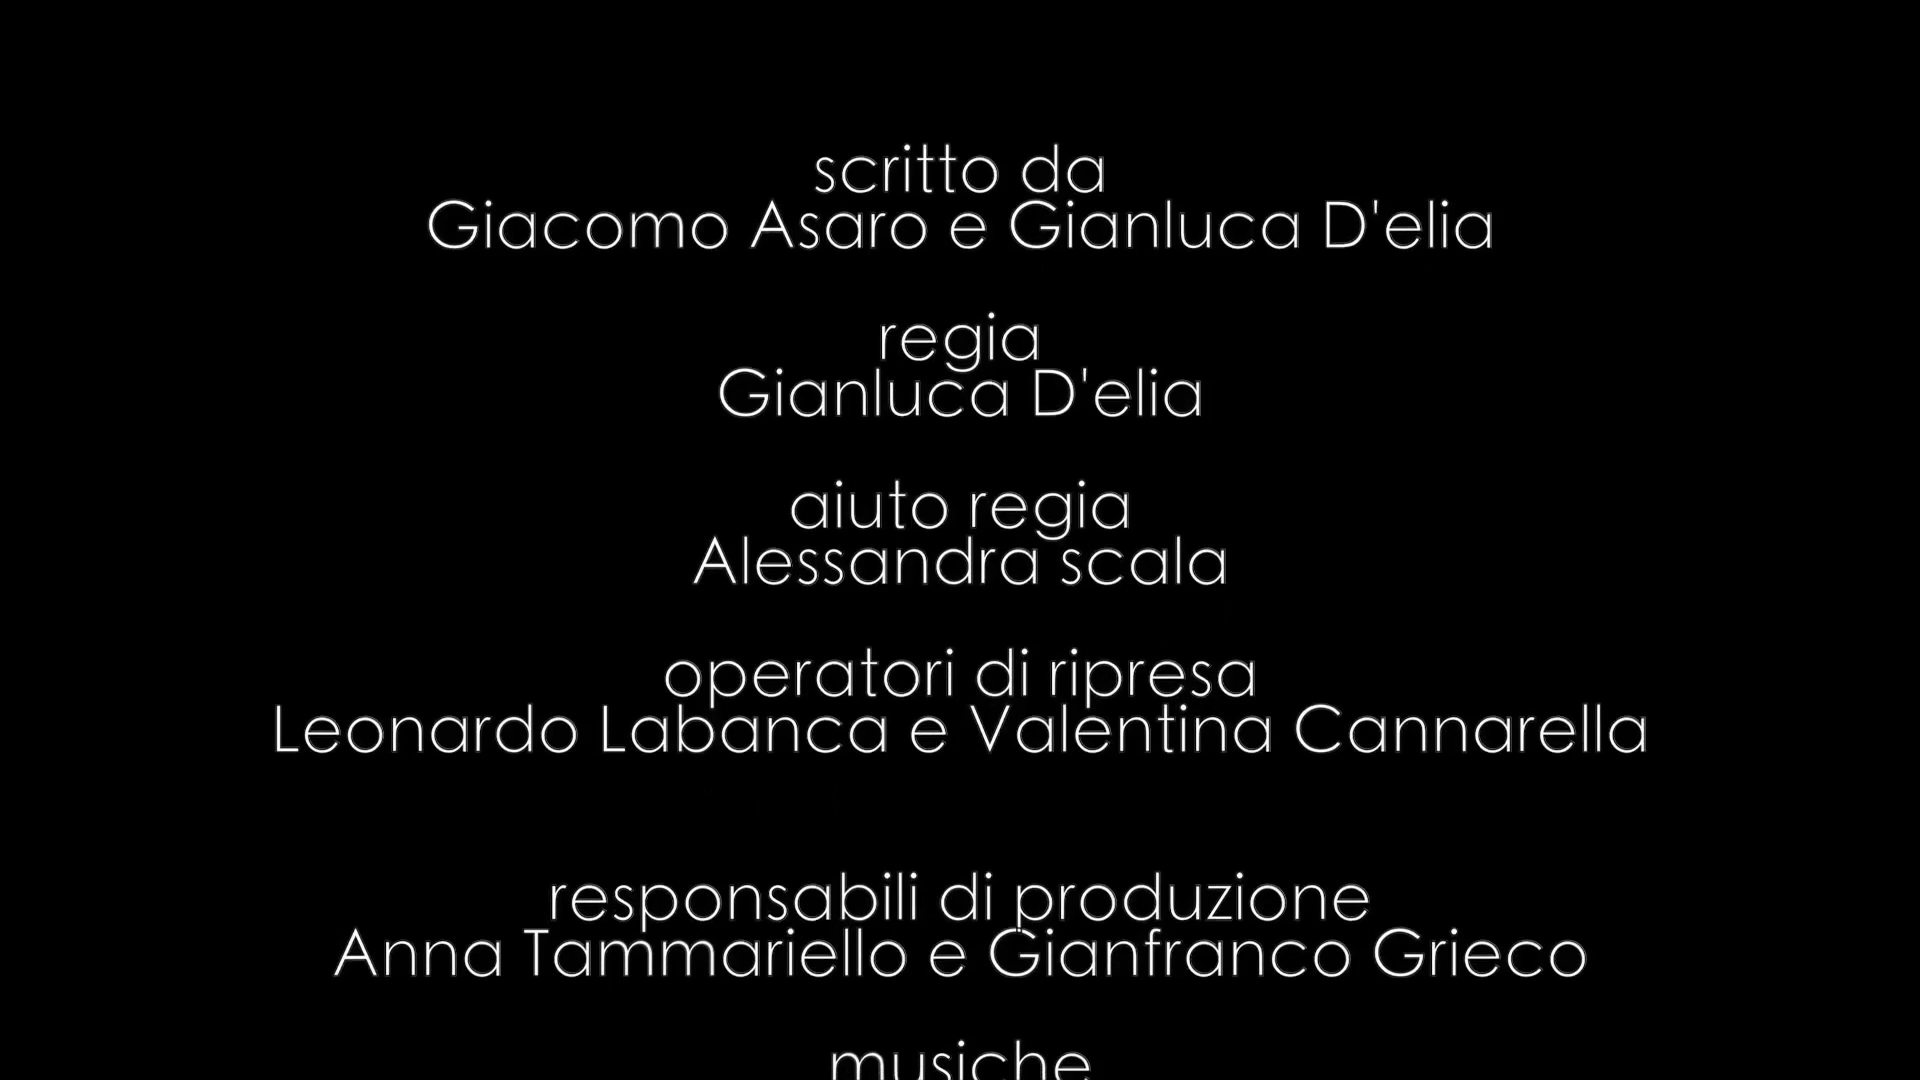 scritto da
Giacomo Asaro e Gianluca D'elia
regia
Gianluca D'elia
aiuto regia
Alessandra scala
operatori di ripresa
Leonardo Labanca e Valentina Cannarella
responsabili di produzione
Anna Tammariello e Gianfranco Grieco
musiche